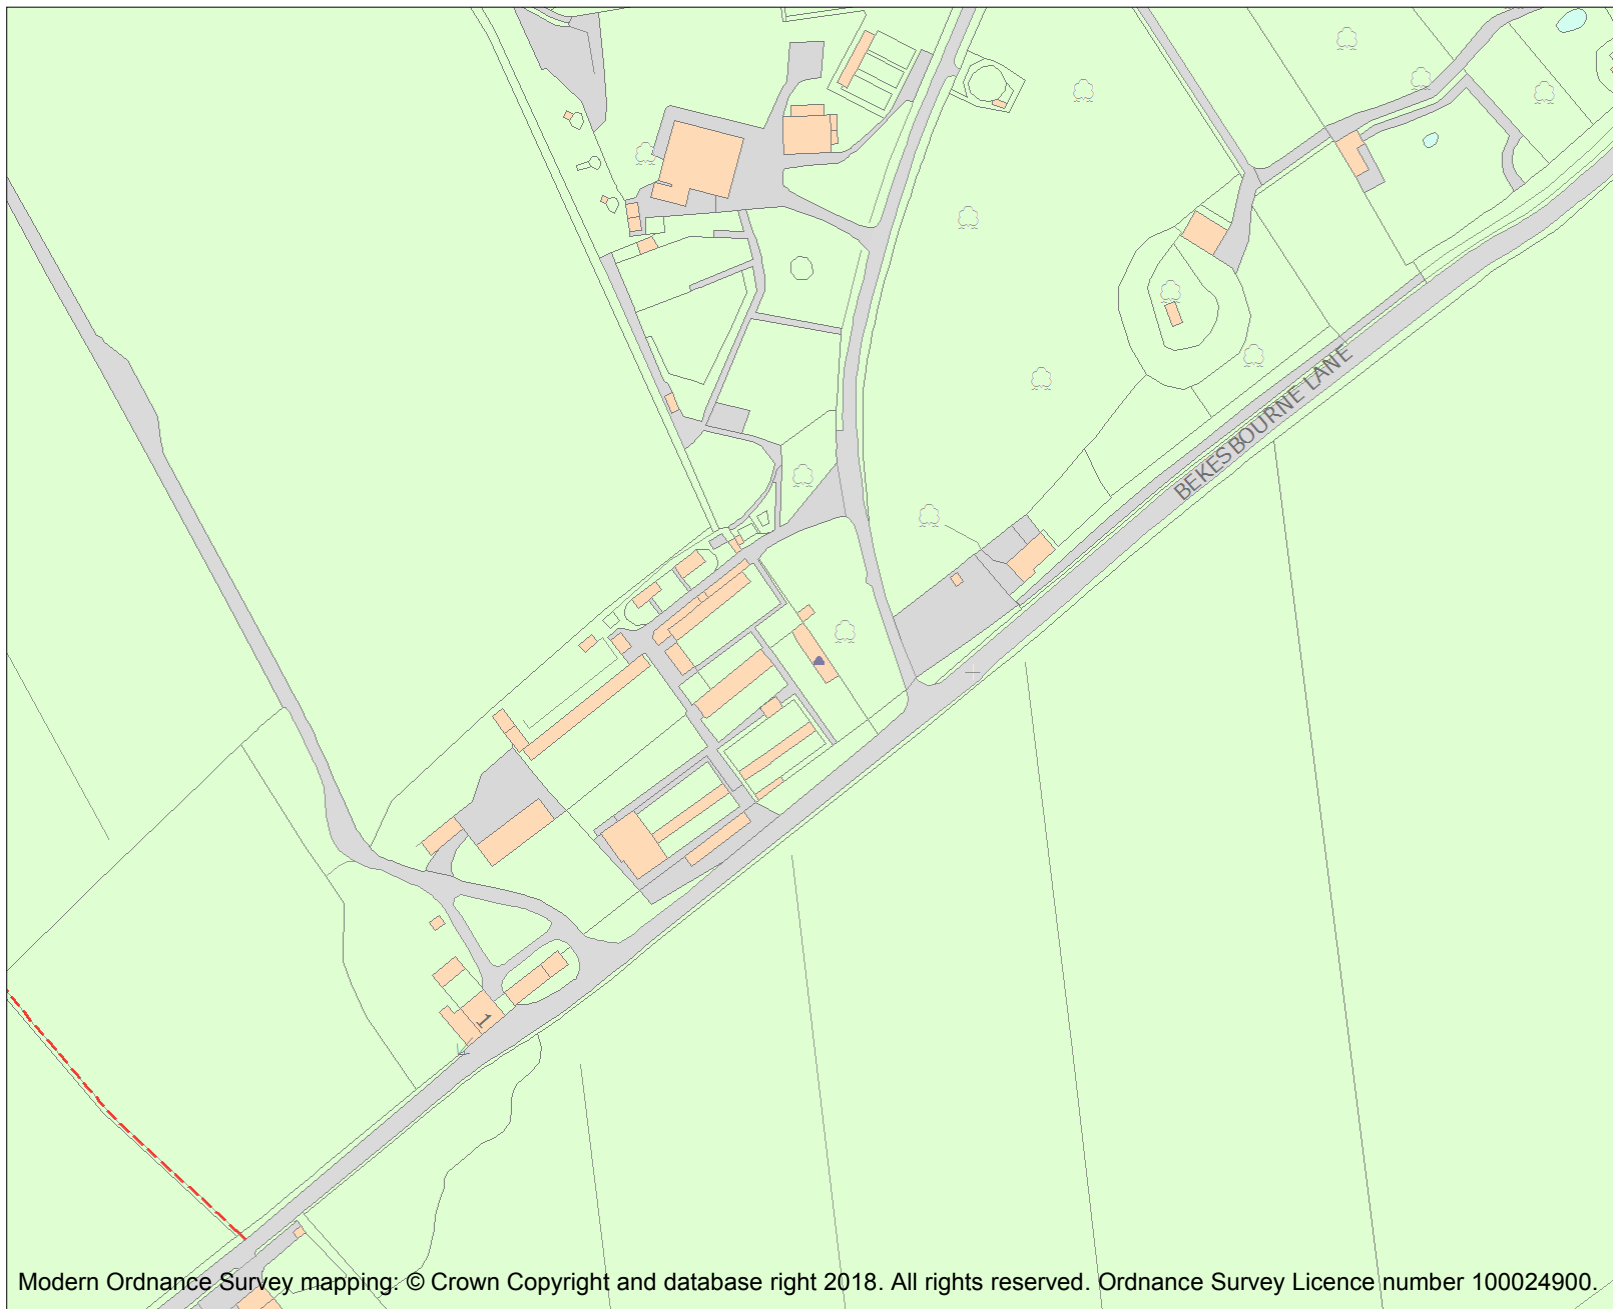 BEKESBOURNE LANE
1
Modern Ordnance Survey mapping: © Crown Copyright and database right 2018. All rights reserved. Ordnance Survey Licence number 100024900.